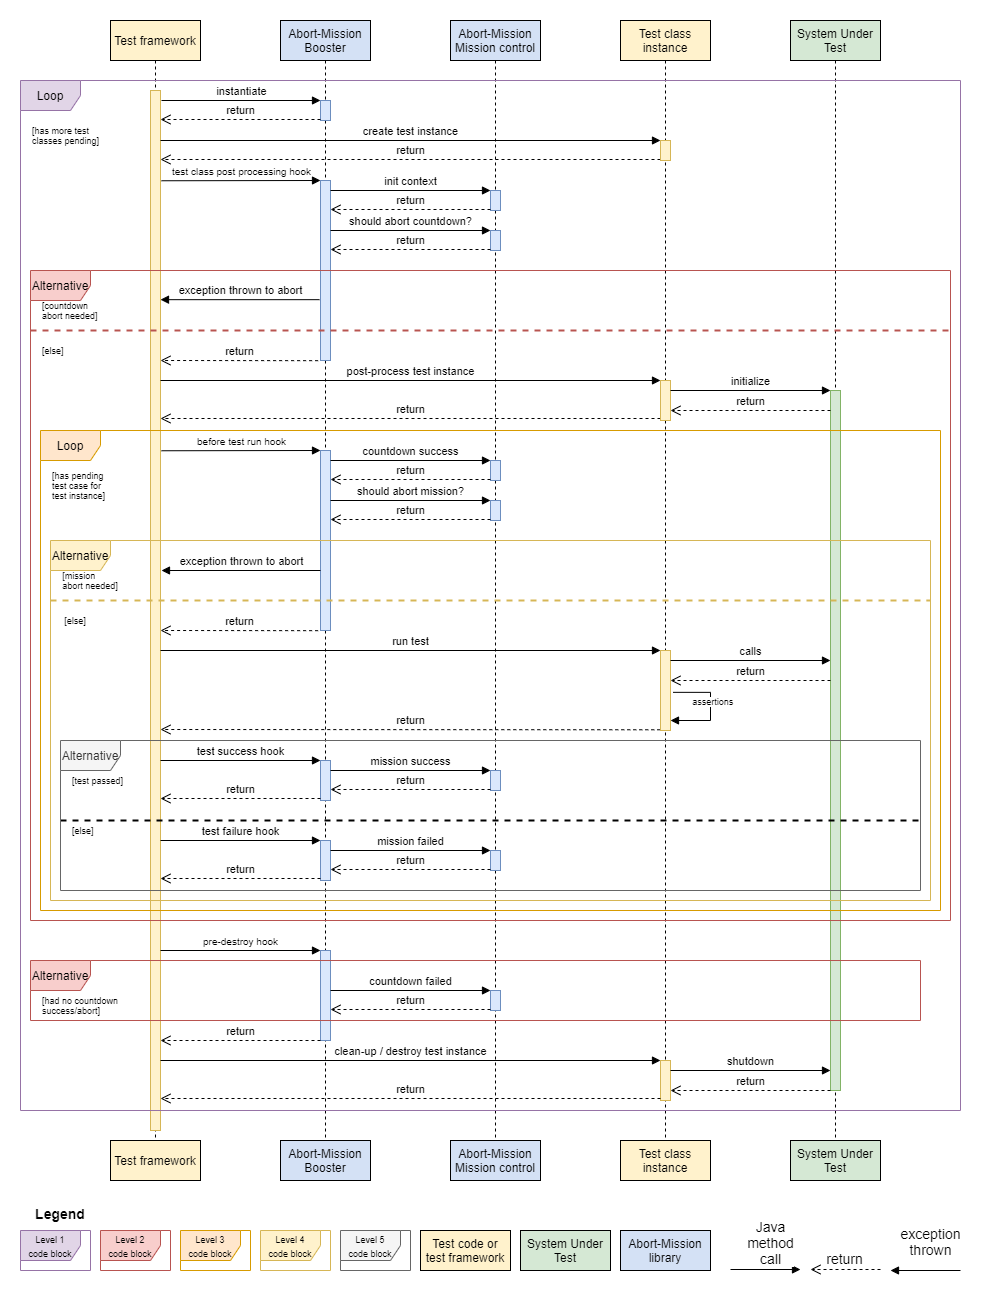 Test framework
Abort-Mission
Booster
Abort-Mission
Mission control
Test class
instance
System Under
Test
Loop
[has more test
classes pending]
instantiate
return
create test instance
return
test class post processing hook
init context
return
should abort countdown?
return
Alternative
[countdown
abort needed]
exception thrown to abort
[else]
return
post-process test instance
initialize
return
return
Loop
[has pending
test case for
test instance]
before test run hook
countdown success
return
should abort mission?
return
Alternative
[mission
abort needed]
exception thrown to abort
[else]
return
run test
calls
return
assertions
return
Alternative
[test passed]
test success hook
mission success
return
return
[else]
test failure hook
mission failed
return
return
pre-destroy hook
Alternative
[had no countdown
success/abort]
countdown failed
return
return
clean-up / destroy test instance
shutdown
return
return
Test framework
Abort-Mission
Booster
Abort-Mission
Mission control
Test class
instance
System Under
Test
Legend
Level 1
code block
Level 2
code block
Level 3
code block
Level 4
code block
Level 5
code block
Test code or
test framework
System Under
Test
Abort-Mission
library
Java
method
call
return
exception
thrown